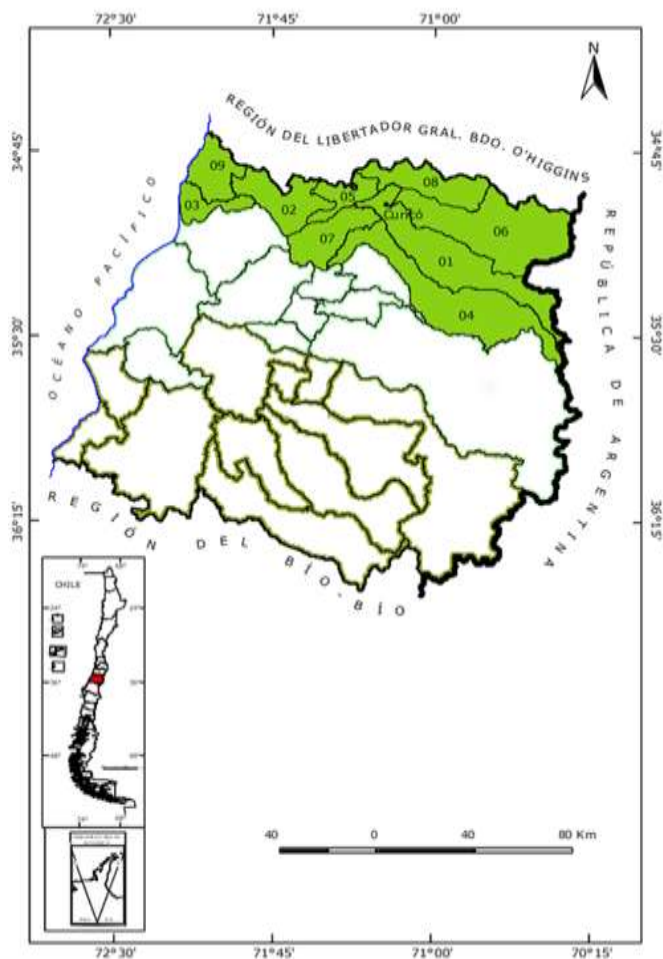 72°30' 71°45' 71°00'
N
REGIÓN DEL LIBERTADOR GRAL. BDO. O'HIGGINS
34°45' 34°45'
09
08
05
03
02
Curicó
06
07
01
04
OCÉANO PACÍFICO
REPÚBLICA DE ARGENTINA
35°30' 35°30'
36°15' 36°15'
REGIÓN DEL BÍO-BÍO
CHILE
40 0 40 80 Km
72°30' 71°45' 71°00' 70°15'